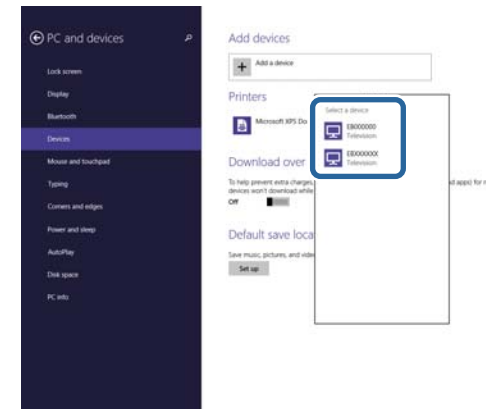 PC and devices
Lock screen
Display
Bluetooth
Devices
Mouse and touchpad
Typing
Corners and edges
Power and sleep
AutoPlay
Disk space
PC info
Add devices
Add a device
Printers
Microsoft XPS Do
Select a device
EB000000
Television
Television
Download over
To help prevent extra charges,
d apps) for n
devices won't download while
Off
Default save loca
Save music, pictures, and vide
Set up